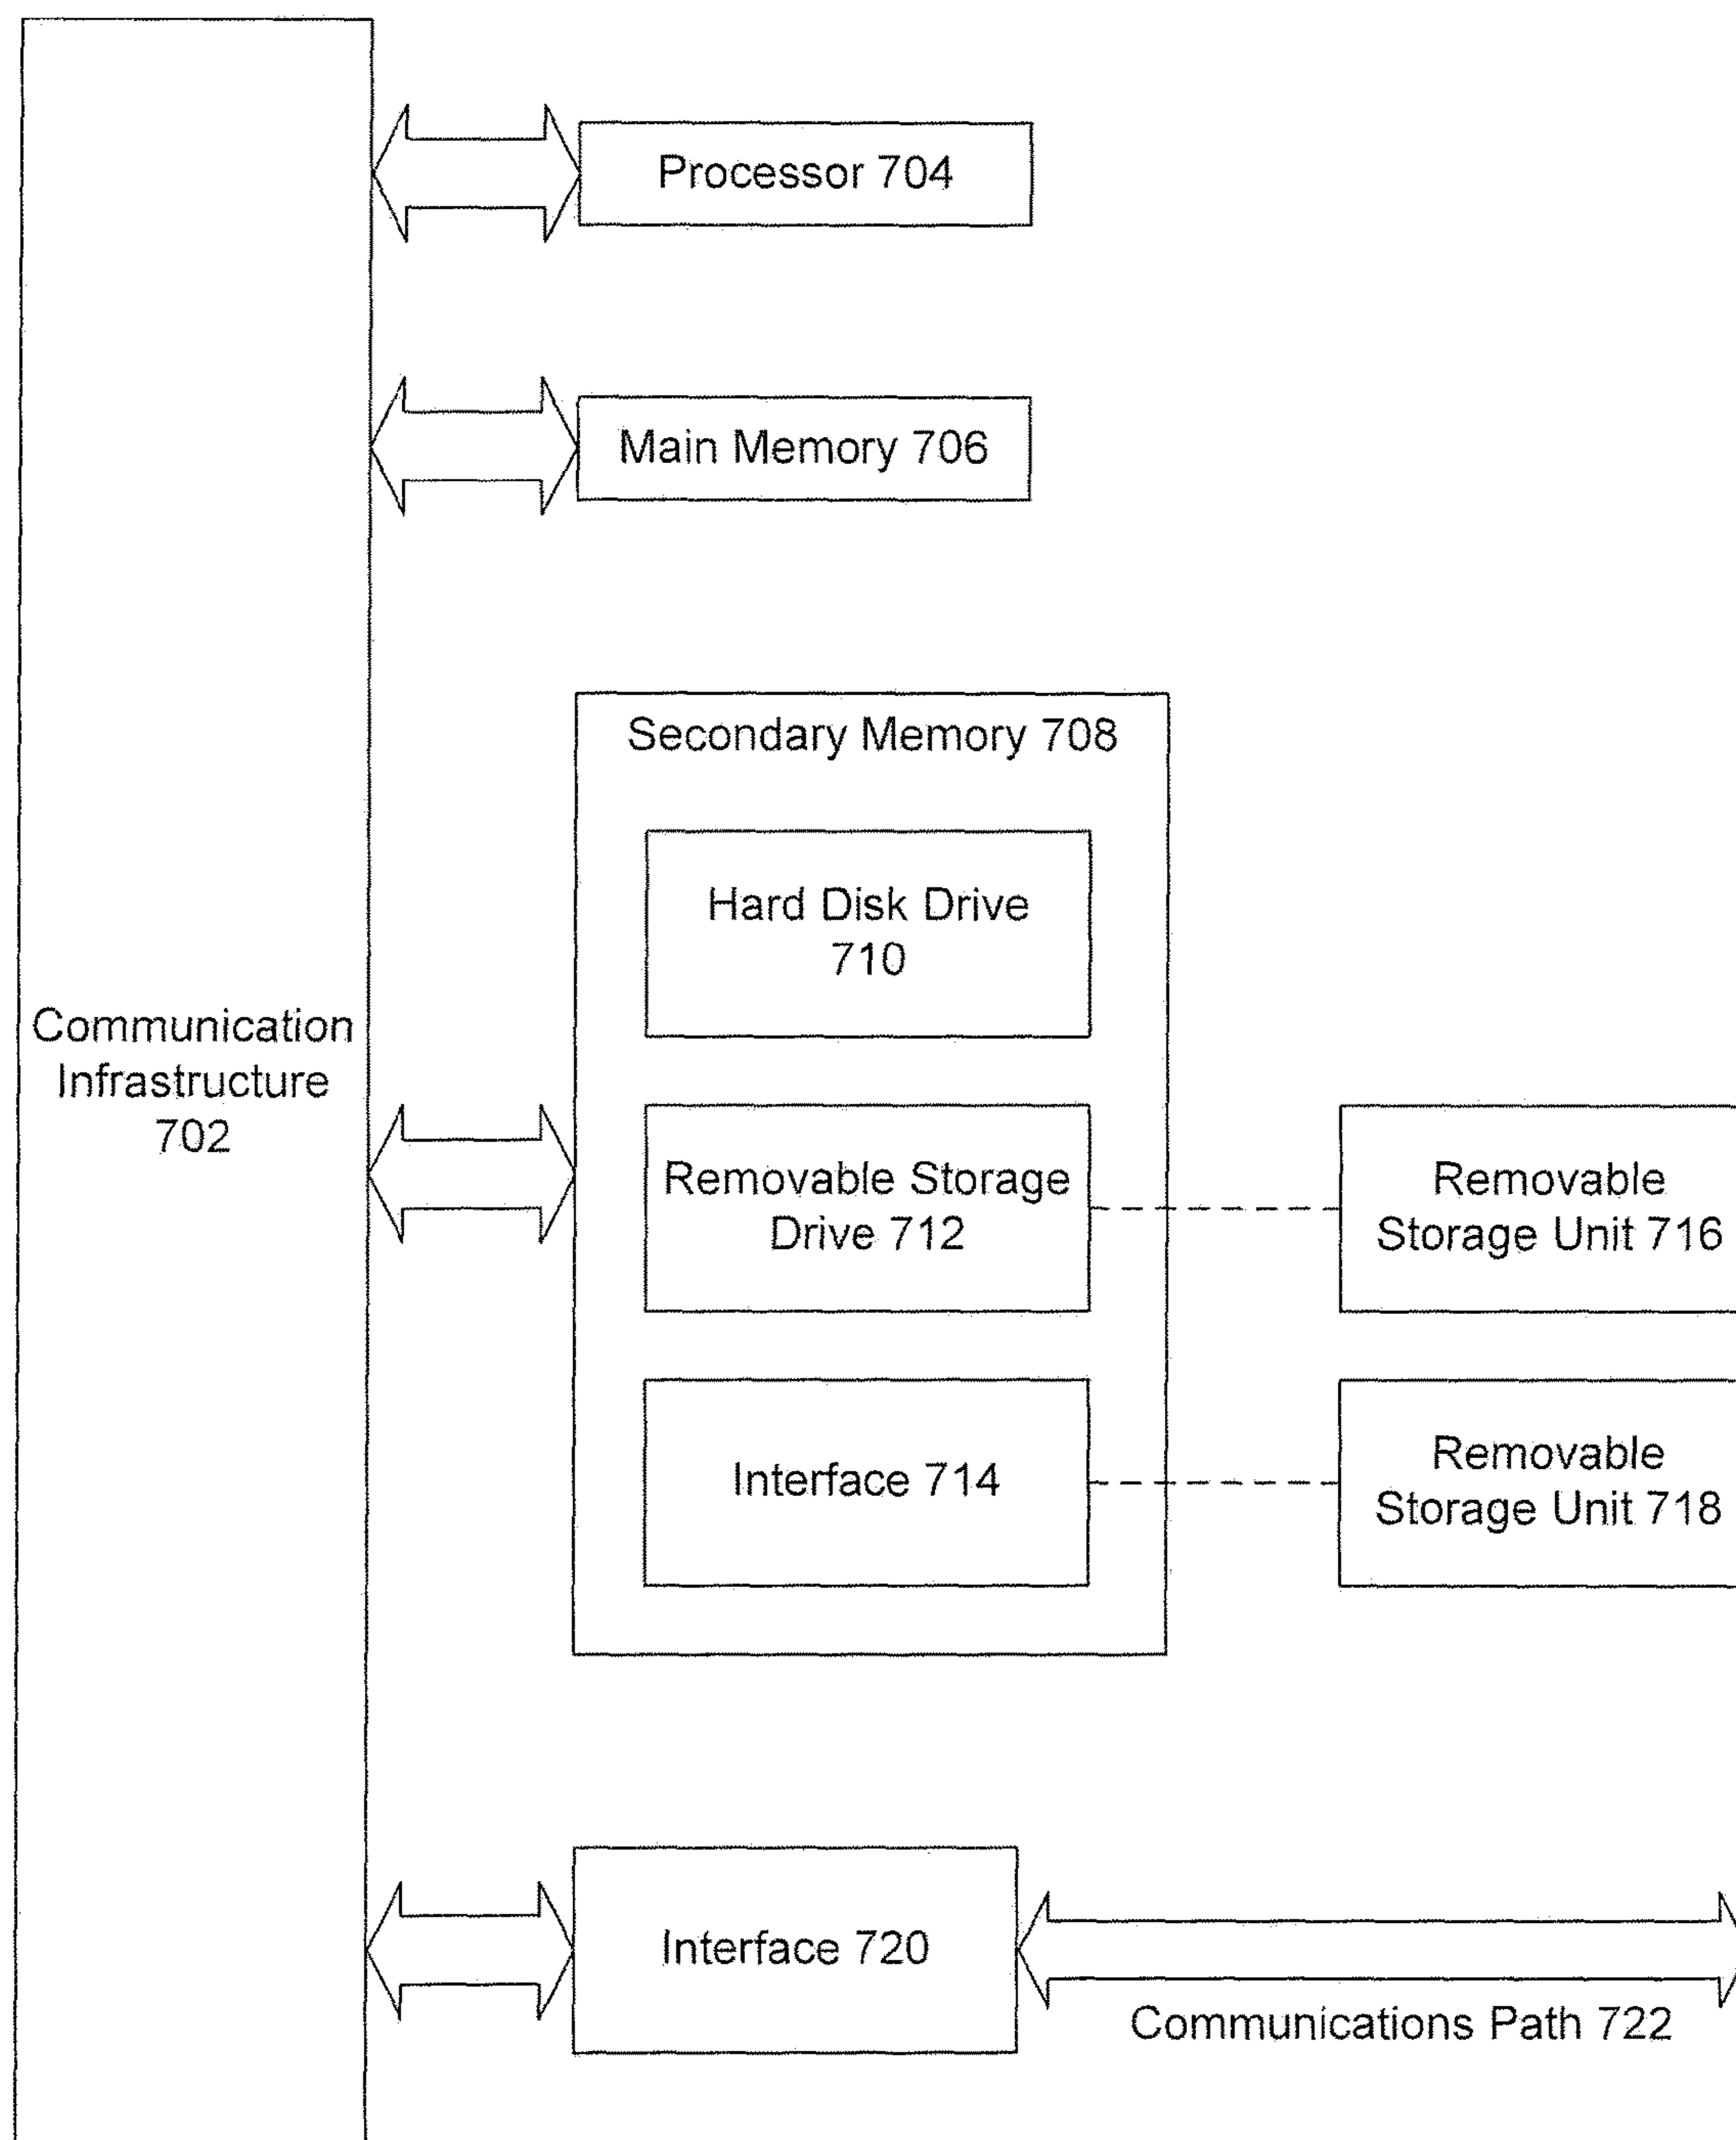 Processor 704
Main Memory 706
Secondary Memory 708
Hard Disk Drive
710
Communication
Infrastructure
702
Removable Storage
Drive 712
Removable
Storage Unit 716
Interface 714
Removable
Storage Unit 718
Interface 720
Communications Path 722